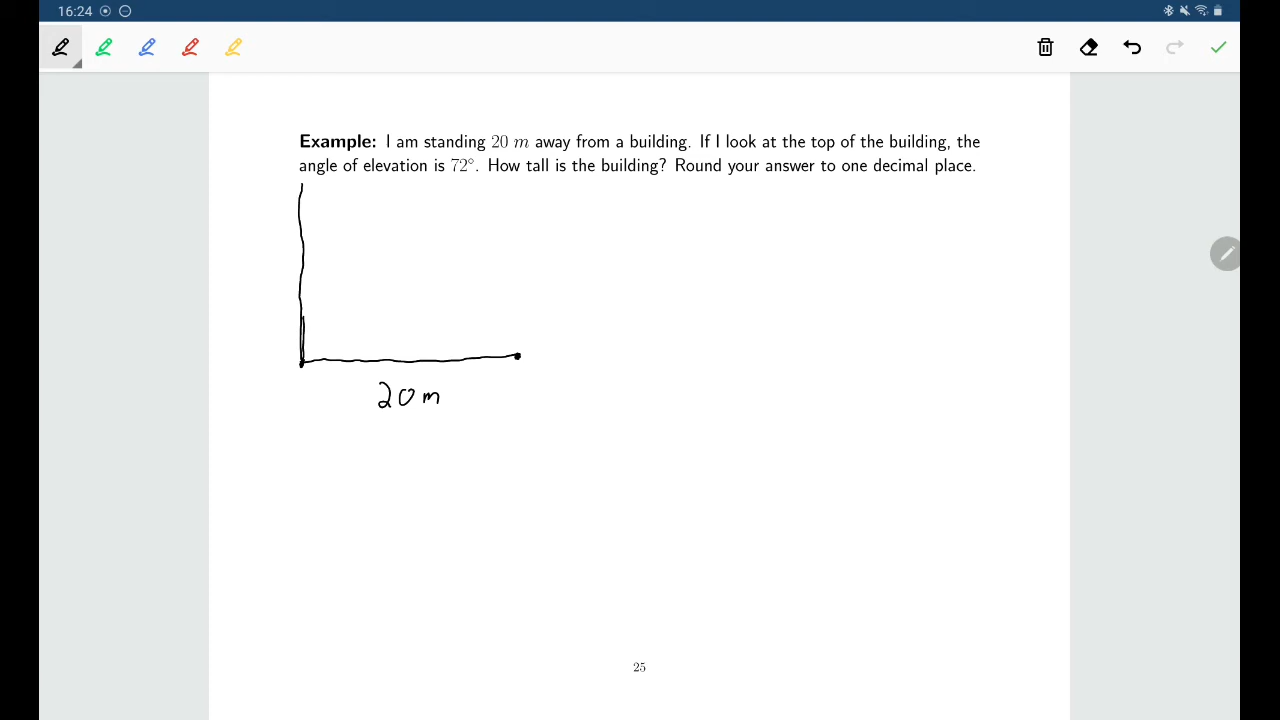 16:24
Example: I am standing 20 m away from a building. If I look at the top of the building, the
angle of elevation is 72°. How tall is the building? Round your answer to one decimal place.
20 m
25